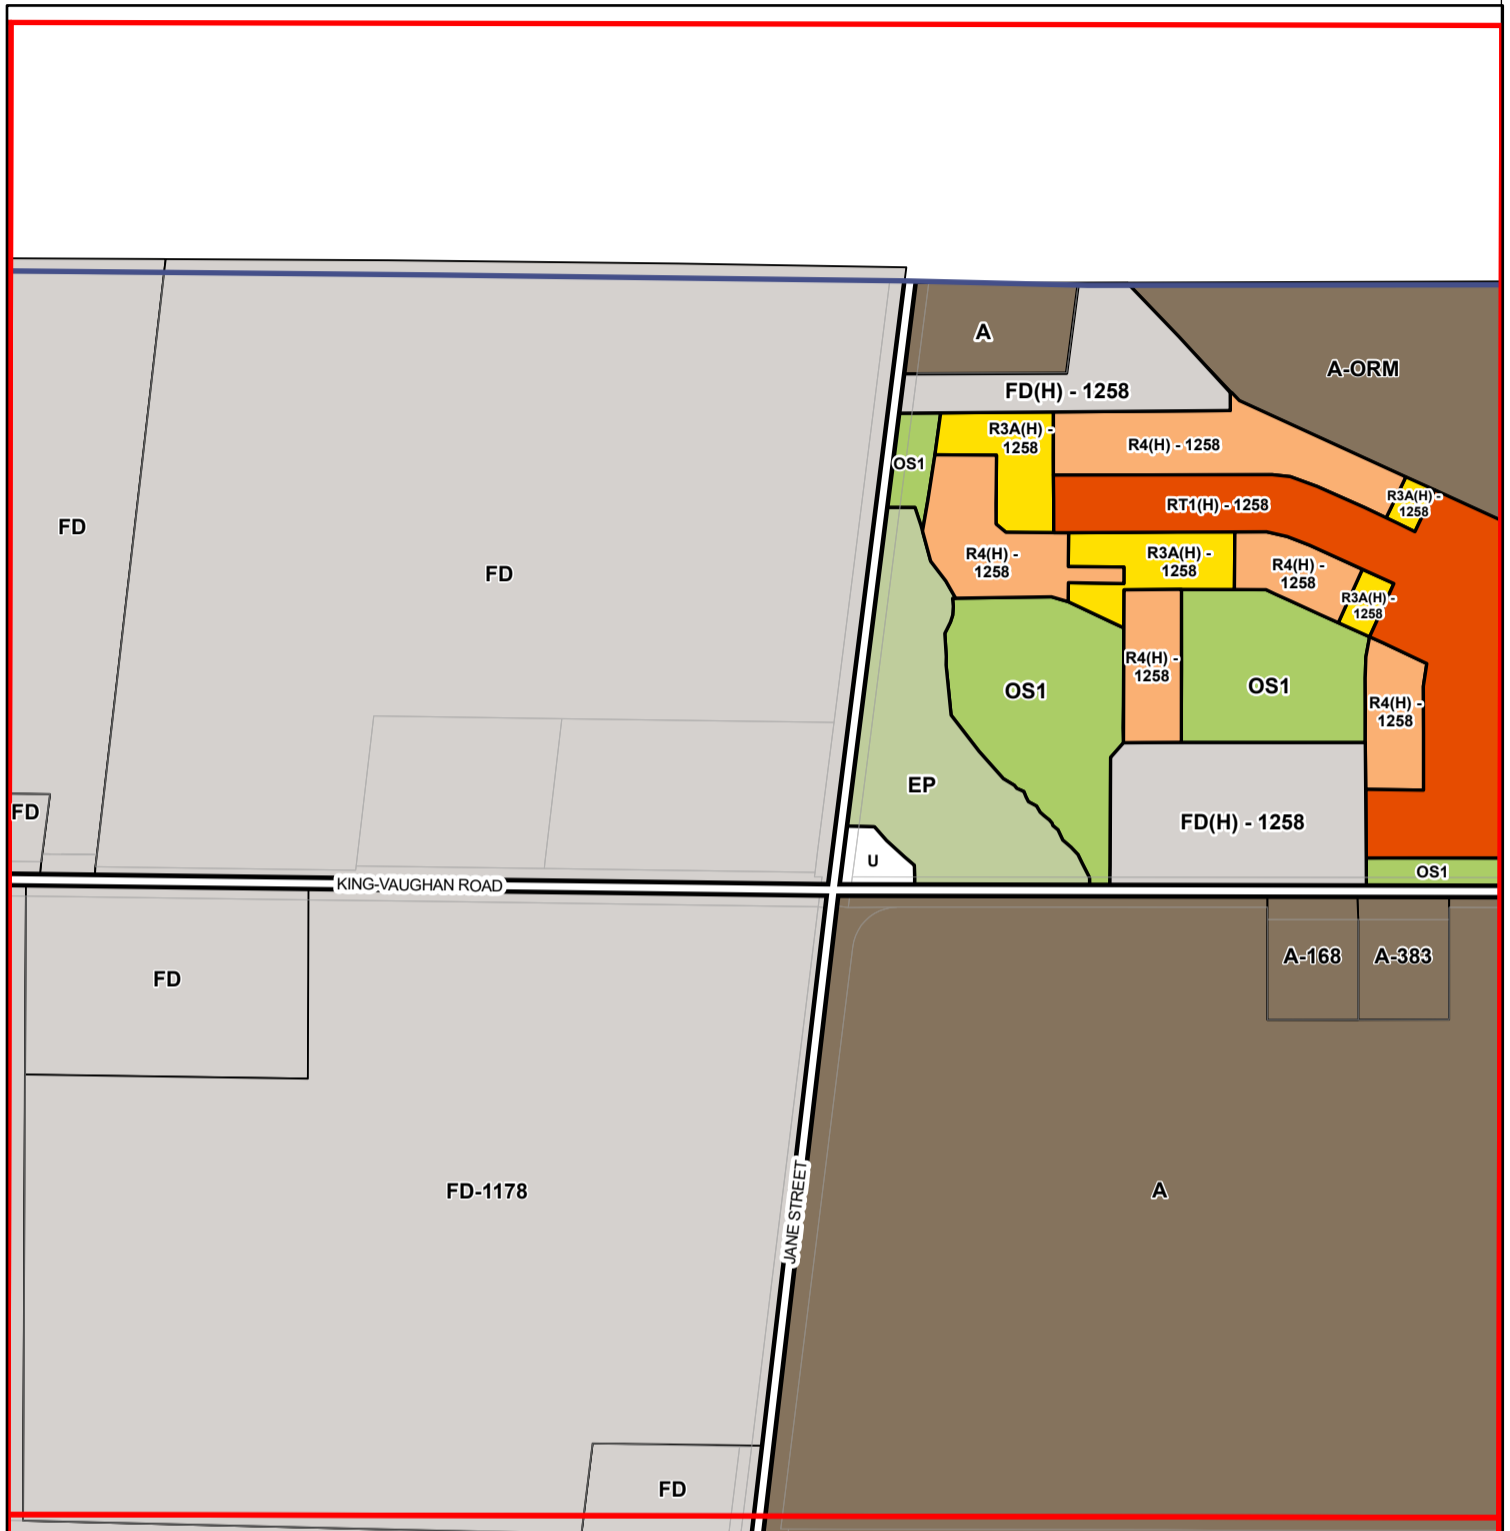 A
A-ORM
FD(H) - 1258
R3A(H) -
1258
R4(H) - 1258
OS1
R3A(H) -
1258
RT1(H) - 1258
FD
FD
R4(H) -
1258
R3A(H) -
1258
R4(H) -
1258
R3A(H) -
1258
R4(H) -
1258
OS1
OS1
R4(H) -
1258
EP
FD
FD(H) - 1258
U
OS1
KING-VAUGHAN ROAD
FD
A-168
A-383
FD-1178
JANE STREET
A
FD